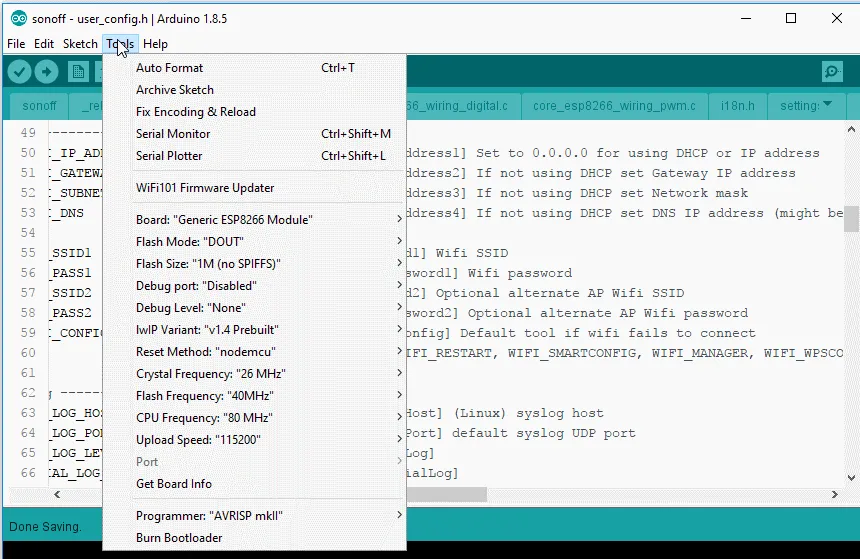 sonoff - user_config.h | Arduino 1.8.5
File Edit Sketch Tools Help
Auto Format Ctrl+T
Archive Sketch
Fix Encoding & Reload
Serial Monitor Ctrl+Shift+M
Serial Plotter Ctrl+Shift+L
WiFi101 Firmware Updater
Board: "Generic ESP8266 Module"
Flash Mode: "DOUT"
Flash Size: "1M (no SPIFFS)"
Debug port: "Disabled"
Debug Level: "None"
IwIP Variant: "v1.4 Prebuilt"
Reset Method: "nodemcu"
Crystal Frequency: "26 MHz"
Flash Frequency: "40MHz"
CPU Frequency: "80 MHz"
Upload Speed: "115200"
Port
Get Board Info
Programmer: "AVRISP mkII"
Burn Bootloader
sonoff _rel 66_wiring_digital.c core_esp8266_wiring_pwm.c i18n.h settings
49 ----------
50 I_IP_ADD address1] Set to 0.0.0.0 for using DHCP or IP address
51 I_GATEWA address2] If not using DHCP set Gateway IP address
52 I_SUBNET address3] If not using DHCP set Network mask
53 I_DNS address4] If not using DHCP set DNS IP address (might be
54
55 _SSID1 d1] Wifi SSID
56 _PASS1 sword1] Wifi password
57 _SSID2 d2] Optional alternate AP Wifi SSID
58 _PASS2 sword2] Optional alternate AP Wifi password
59 I_CONFIG onfig] Default tool if wifi fails to connect
60 IFI_RESTART, WIFI_SMARTCONFIG, WIFI_MANAGER, WIFI_WPSCO
61
62 g ------
63 _LOG_HOS Host] (Linux) syslog host
64 _LOG_POR Port] default syslog UDP port
65 _LOG_LEV Log]
66 IAL_LOG_ ialLog]
Done Saving.